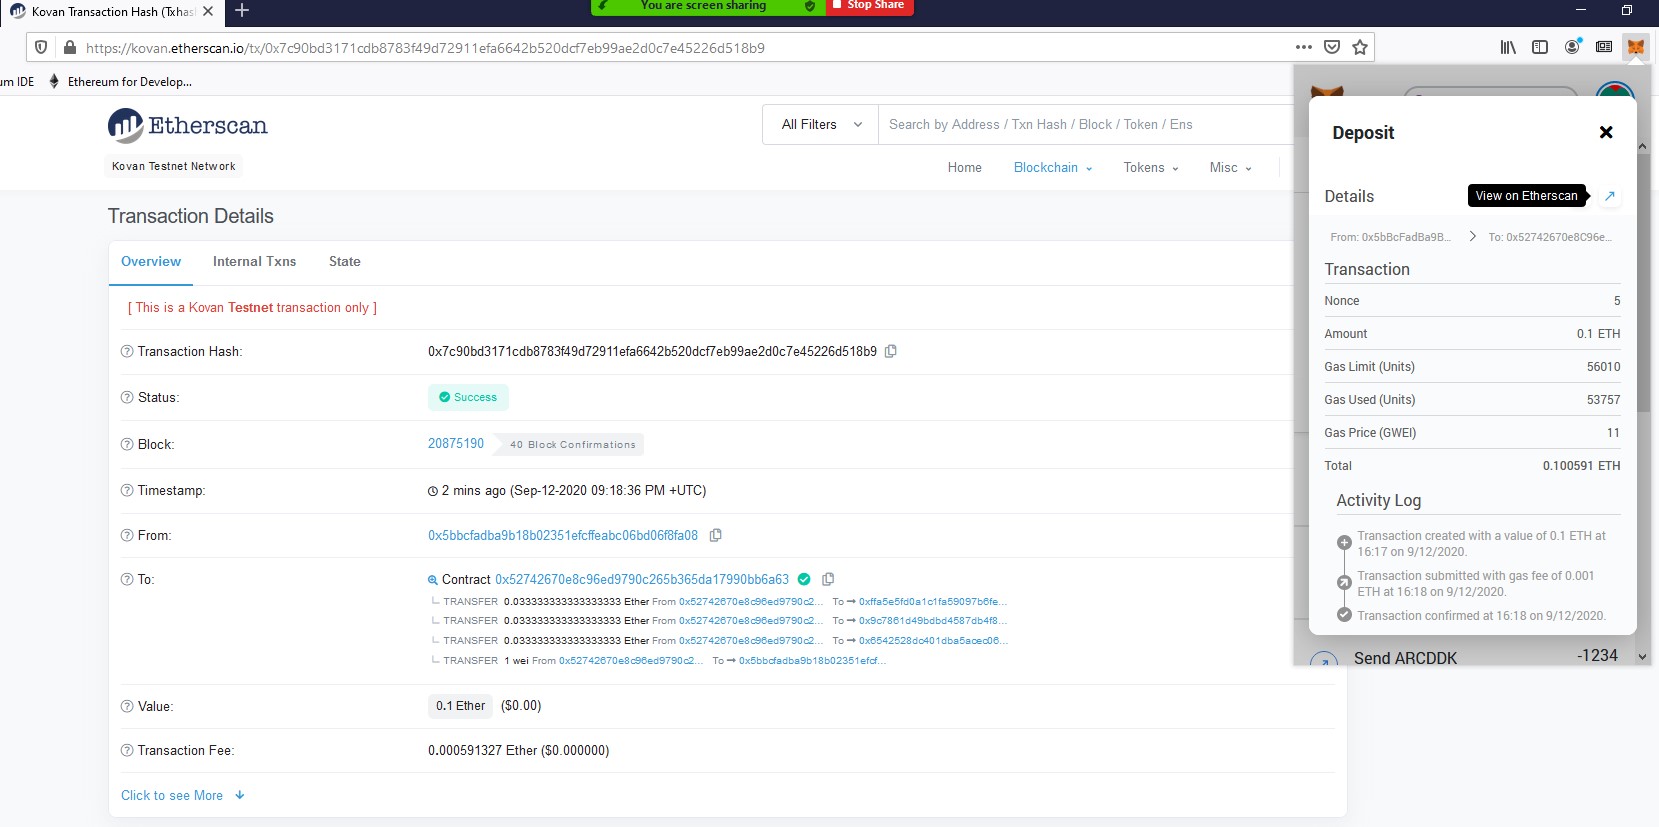 Kovan Transaction Hash (Txhas
You are screen sharing
Stop Share
https://kovan.etherscan.io/tx/0x7c90bd3171cdb8783f49d72911efa6642b520dcf7eb99ae2d0c7e45226d518b9
um IDE
Ethereum for Develop...
Etherscan
All Filters
Search by Address / Txn Hash / Block / Token / Ens
Kovan Testnet Network
Home
Blockchain
Tokens
Misc
Transaction Details
Overview
Internal Txns
State
[ This is a Kovan Testnet transaction only ]
Transaction Hash:
0x7c90bd3171cdb8783f49d72911efa6642b520dcf7eb99ae2d0c7e45226d518b9
Status:
Success
Block:
20875190
40 Block Confirmations
Timestamp:
2 mins ago (Sep-12-2020 09:18:36 PM +UTC)
From:
0x5bbcfadba9b18b02351efcffeabc06bd06f8fa08
To:
Contract 0x52742670e8c96ed9790c265b365da17990bb6a63
TRANSFER 0.033333333333333333 Ether From 0x52742670e8c96ed9790c2... To → 0xffa5e5fd0a1c1fa59097b6fe...
TRANSFER 0.033333333333333333 Ether From 0x52742670e8c96ed9790c2... To → 0x9c7861d49bdbd4587db4f8...
TRANSFER 0.033333333333333333 Ether From 0x52742670e8c96ed9790c2... To → 0x6542528dc401dba5acec06...
TRANSFER 1 wei From 0x52742670e8c96ed9790c2... To → 0x5bbcfadba9b18b02351efcf...
Value:
0.1 Ether ($0.00)
Transaction Fee:
0.000591327 Ether ($0.000000)
Click to see More
Deposit
Details
View on Etherscan
From: 0x5bBcFadBa9B...
To: 0x52742670e8C96e...
Transaction
Nonce 5
Amount 0.1 ETH
Gas Limit (Units) 56010
Gas Used (Units) 53757
Gas Price (GWEI) 11
Total 0.100591 ETH
Activity Log
Transaction created with a value of 0.1 ETH at
16:17 on 9/12/2020.
Transaction submitted with gas fee of 0.001
ETH at 16:18 on 9/12/2020.
Transaction confirmed at 16:18 on 9/12/2020.
Send ARCDDK -1234